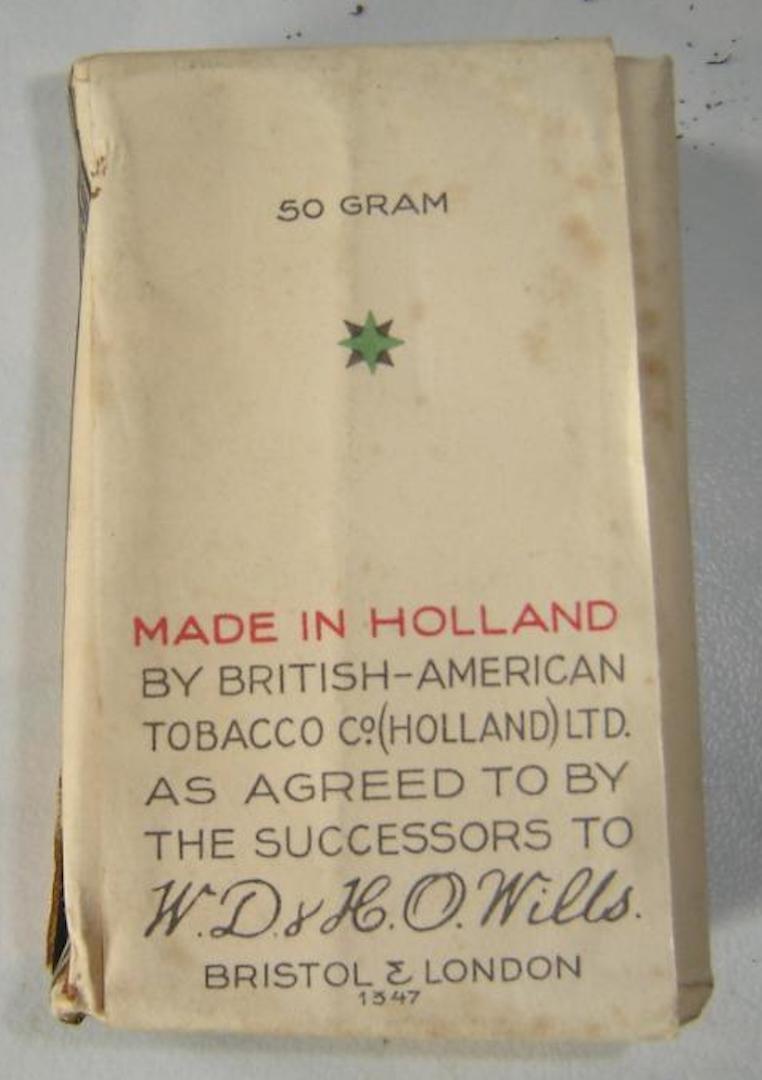 50 GRAM
MADE IN HOLLAND
BY BRITISH-AMERICAN
TOBACCO Co.(HOLLAND) LTD.
AS AGREED TO BY
THE SUCCESSORS TO
W.D.& H.O.Wills.
BRISTOL & LONDON
1347